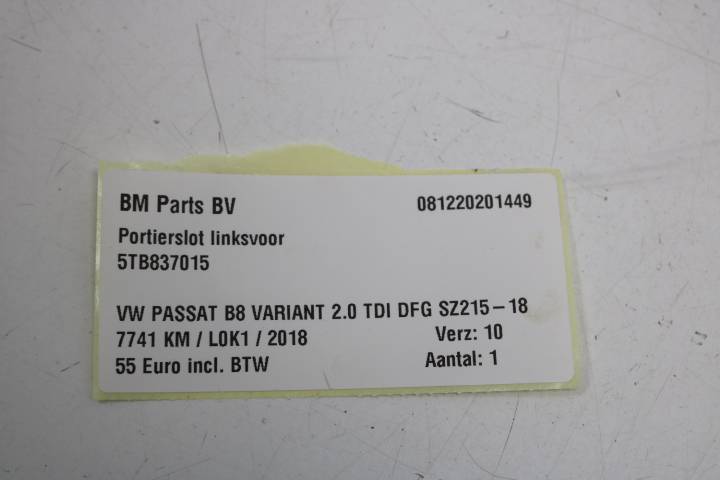 BM Parts BV 081220201449
Portierslot linksvoor
5TB837015
VW PASSAT B8 VARIANT 2.0 TDI DFG SZ215-18
7741 KM / L0K1 / 2018 Verz: 10
55 Euro incl. BTW Aantal: 1